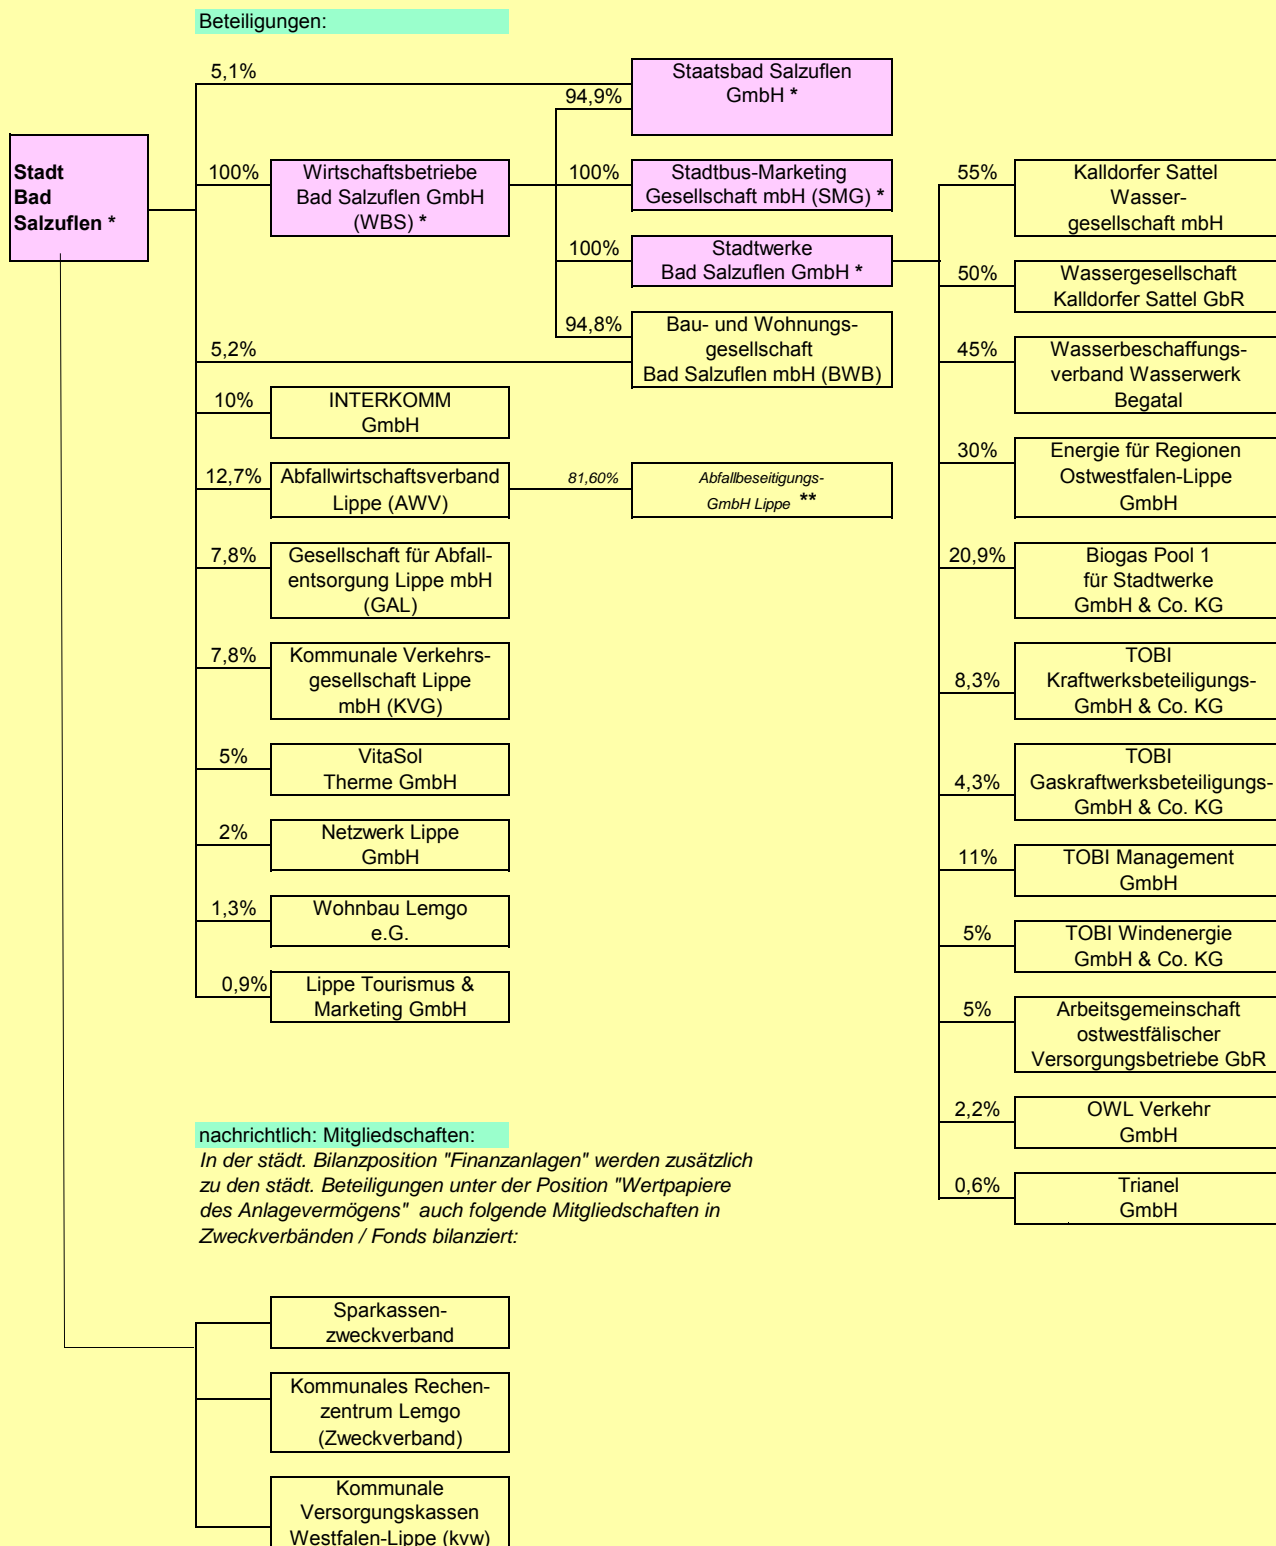 Beteiligungen:
Stadt
Bad
Salzuflen *
5,1%
100%
Wirtschaftsbetriebe
Bad Salzuflen GmbH
(WBS) *
94,9%
Staatsbad Salzuflen
GmbH *
100%
Stadtbus-Marketing
Gesellschaft mbH (SMG) *
100%
Stadtwerke
Bad Salzuflen GmbH *
94,8%
Bau- und Wohnungs-
gesellschaft
Bad Salzuflen mbH (BWB)
5,2%
10%
INTERKOMM
GmbH
12,7%
Abfallwirtschaftsverband
Lippe (AWV)
81,60%
Abfallbeseitigungs-
GmbH Lippe **
7,8%
Gesellschaft für Abfall-
entsorgung Lippe mbH
(GAL)
7,8%
Kommunale Verkehrs-
gesellschaft Lippe
mbH (KVG)
5%
VitaSol
Therme GmbH
2%
Netzwerk Lippe
GmbH
1,3%
Wohnbau Lemgo
e.G.
0,9%
Lippe Tourismus &
Marketing GmbH
55%
Kalldorfer Sattel
Wasser-
gesellschaft mbH
50%
Wassergesellschaft
Kalldorfer Sattel GbR
45%
Wasserbeschaffungs-
verband Wasserwerk
Begatal
30%
Energie für Regionen
Ostwestfalen-Lippe
GmbH
20,9%
Biogas Pool 1
für Stadtwerke
GmbH & Co. KG
8,3%
TOBI
Kraftwerksbeteiligungs-
GmbH & Co. KG
4,3%
TOBI
Gaskraftwerksbeteiligungs-
GmbH & Co. KG
11%
TOBI Management
GmbH
5%
TOBI Windenergie
GmbH & Co. KG
5%
Arbeitsgemeinschaft
ostwestfälischer
Versorgungsbetriebe GbR
2,2%
OWL Verkehr
GmbH
0,6%
Trianel
GmbH
nachrichtlich: Mitgliedschaften:
In der städt. Bilanzposition "Finanzanlagen" werden zusätzlich
zu den städt. Beteiligungen unter der Position "Wertpapiere
des Anlagevermögens" auch folgende Mitgliedschaften in
Zweckverbänden / Fonds bilanziert:
Sparkassen-
zweckverband
Kommunales Rechen-
zentrum Lemgo
(Zweckverband)
Kommunale
Versorgungskassen
Westfalen-Lippe (kvw)